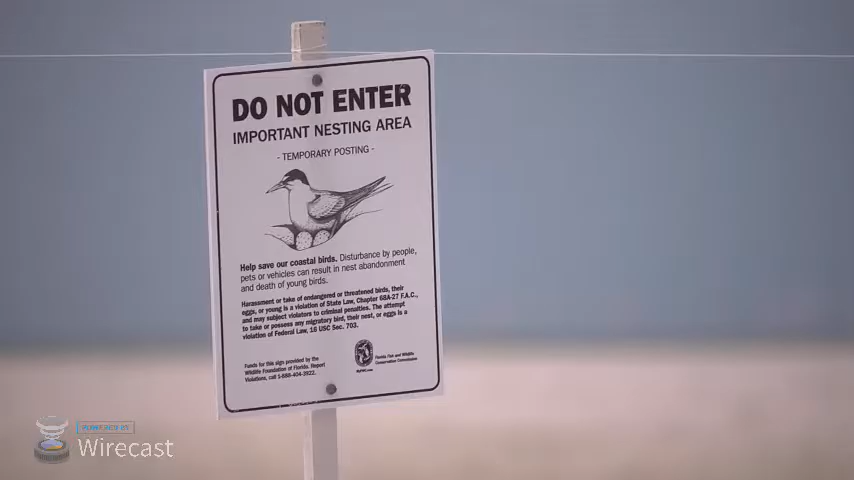 DO NOT ENTER
IMPORTANT NESTING AREA
- TEMPORARY POSTING -
Help save our coastal birds. Disturbance by people,
pets or vehicles can result in nest abandonment
and death of young birds.
Harassment or take of endangered or threatened birds, their
eggs, or young is a violation of State Law, Chapter 68A-27 F.A.C.,
and may subject violators to criminal penalties. The attempt
to take or possess any migratory bird, their nest, or eggs is a
violation of Federal Law, 16 USC Sec. 703.
Funds for this sign provided by the
Wildlife Foundation of Florida. Report
Violations, call 1-888-404-3922.
Florida Fish and Wildlife
Conservation Commission
MyFWC.com
POWERED BY
Wirecast